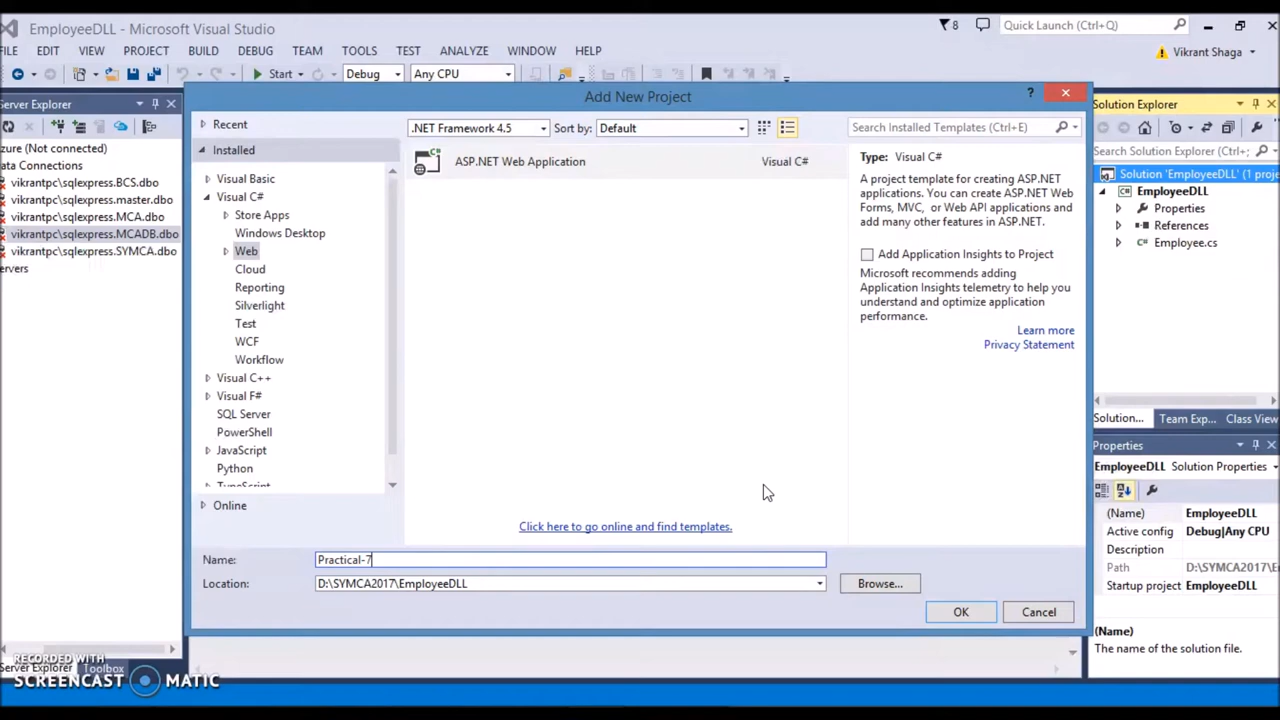 EmployeeDLL - Microsoft Visual Studio
8
Quick Launch (Ctrl+Q)
FILE EDIT VIEW PROJECT BUILD DEBUG TEAM TOOLS TEST ANALYZE WINDOW HELP
Vikrant Shaga
Start Debug Any CPU
Server Explorer
zure (Not connected)
ata Connections
vikrantpc\sqlexpress.BCS.dbo
vikrantpc\sqlexpress.master.dbo
vikrantpc\sqlexpress.MCA.dbo
vikrantpc\sqlexpress.MCADB.dbo
vikrantpc\sqlexpress.SYMCA.dbo
ervers
Server Explorer Toolbox
RECORDED WITH
SCREENCAST MATIC
Add New Project
?
Recent
Installed
Visual Basic
Visual C#
Store Apps
Windows Desktop
Web
Cloud
Reporting
Silverlight
Test
WCF
Workflow
Visual C++
Visual F#
SQL Server
PowerShell
JavaScript
Python
TypeScript
Online
.NET Framework 4.5 Sort by: Default
Search Installed Templates (Ctrl+E)
ASP.NET Web Application Visual C#
Click here to go online and find templates.
Type: Visual C#
A project template for creating ASP.NET
applications. You can create ASP.NET Web
Forms, MVC, or Web API applications and
add many other features in ASP.NET.
Add Application Insights to Project
Microsoft recommends adding
Application Insights telemetry to help you
understand and optimize application
performance.
Learn more
Privacy Statement
Name: Practical-7
Location: D:\SYMCA2017\EmployeeDLL
Browse...
OK Cancel
Solution Explorer
Search Solution Explorer (Ctrl+
Solution 'EmployeeDLL' (1 proje
EmployeeDLL
Properties
References
Employee.cs
Solution... Team Exp... Class View
Properties
EmployeeDLL Solution Properties
(Name) EmployeeDLL
Active config Debug|Any CPU
Description
Path D:\SYMCA2017\E
Startup project EmployeeDLL
(Name)
The name of the solution file.